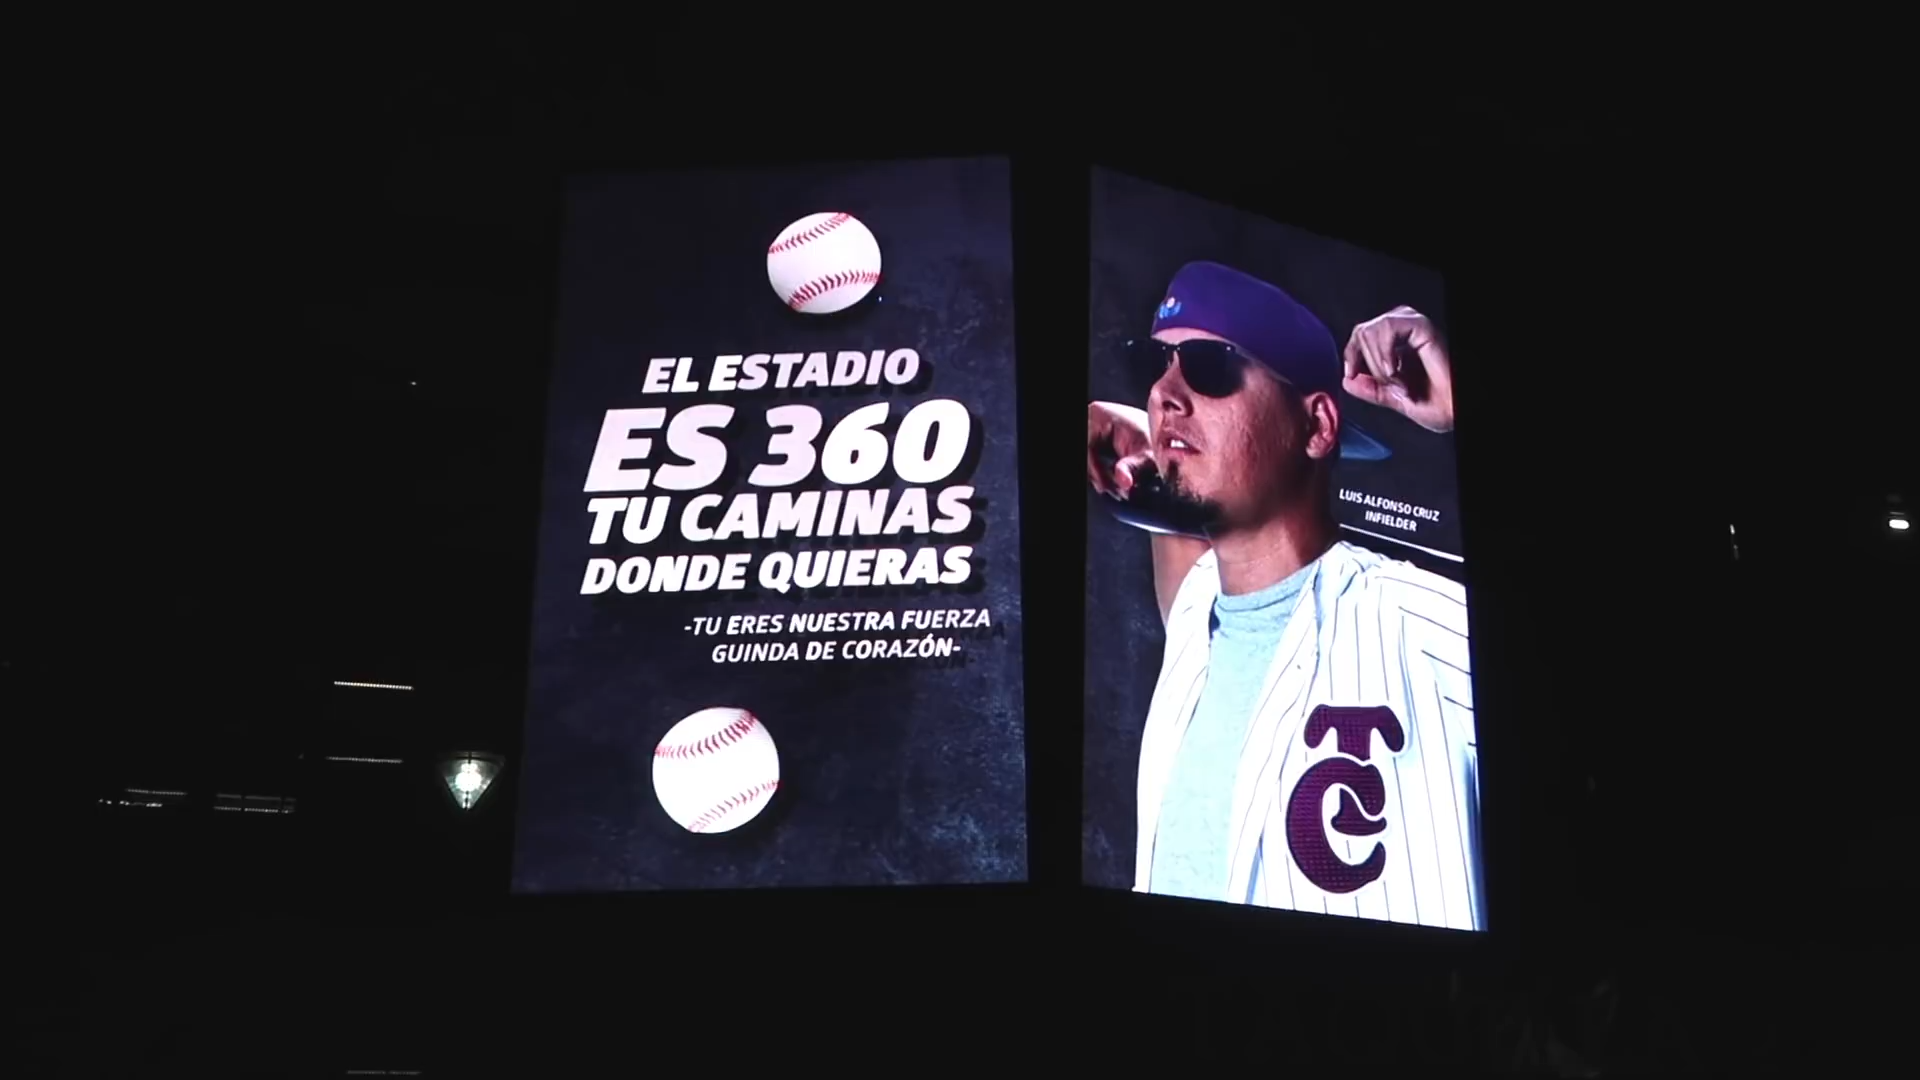 EL ESTADIO
ES 360
TU CAMINAS
DONDE QUIERAS
-TU ERES NUESTRA FUERZA
GUINDA DE CORAZÓN-
LUIS ALFONSO CRUZ
INFIELDER
TC